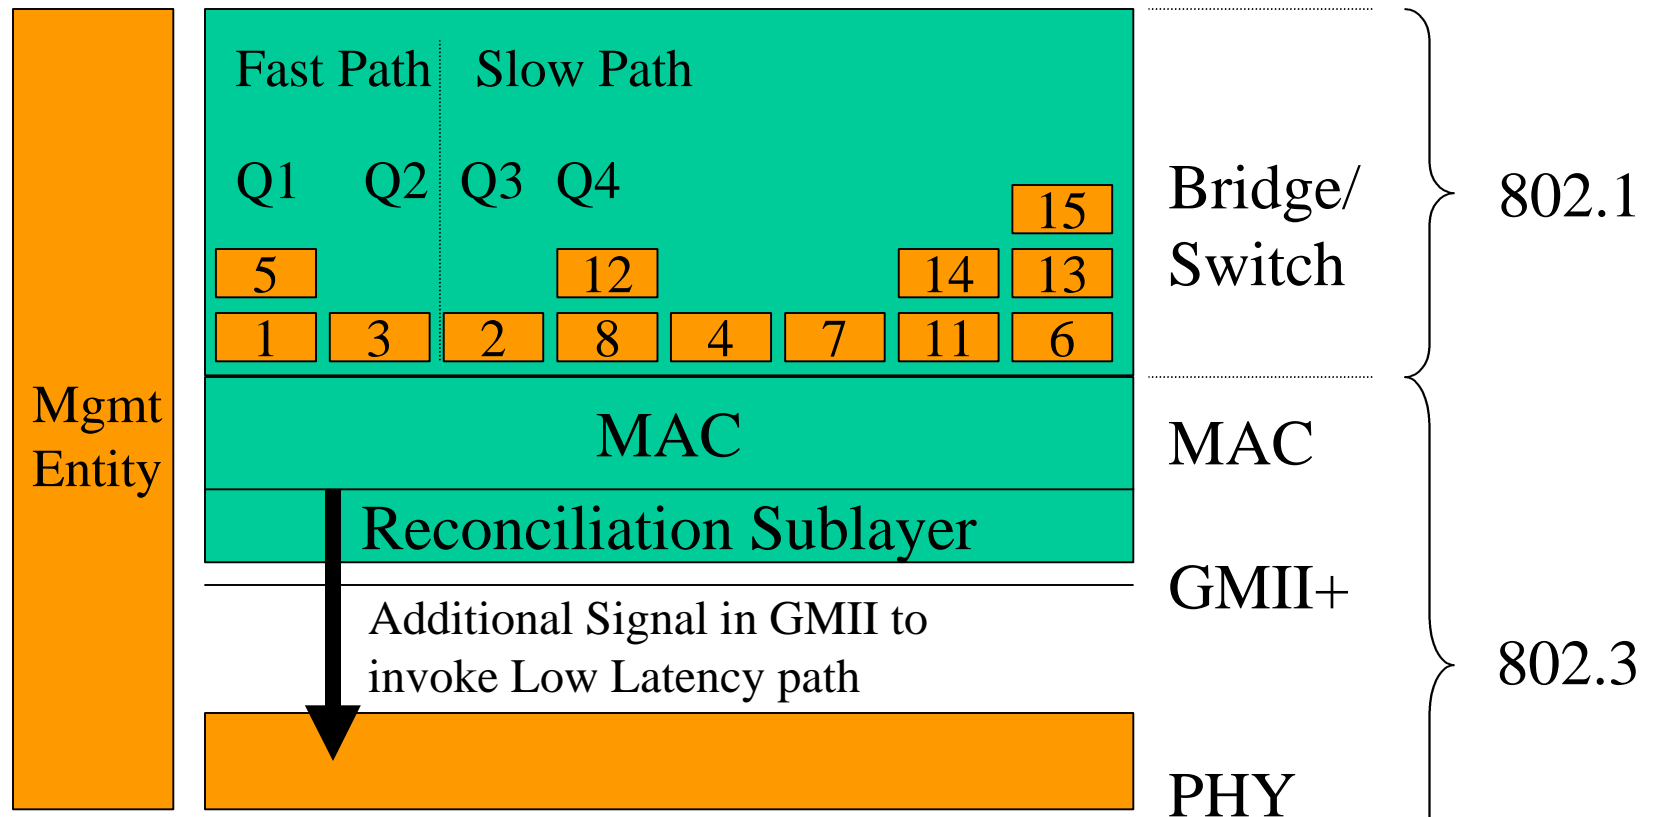 Fast Path Slow Path
Q1 Q2 Q3 Q4
15
5 12 14 13
1 3 2 8 4 7 11 6
Bridge/
Switch
802.1
Mgmt
Entity
MAC
MAC
Reconciliation Sublayer
GMII+
Additional Signal in GMII to
invoke Low Latency path
802.3
PHY